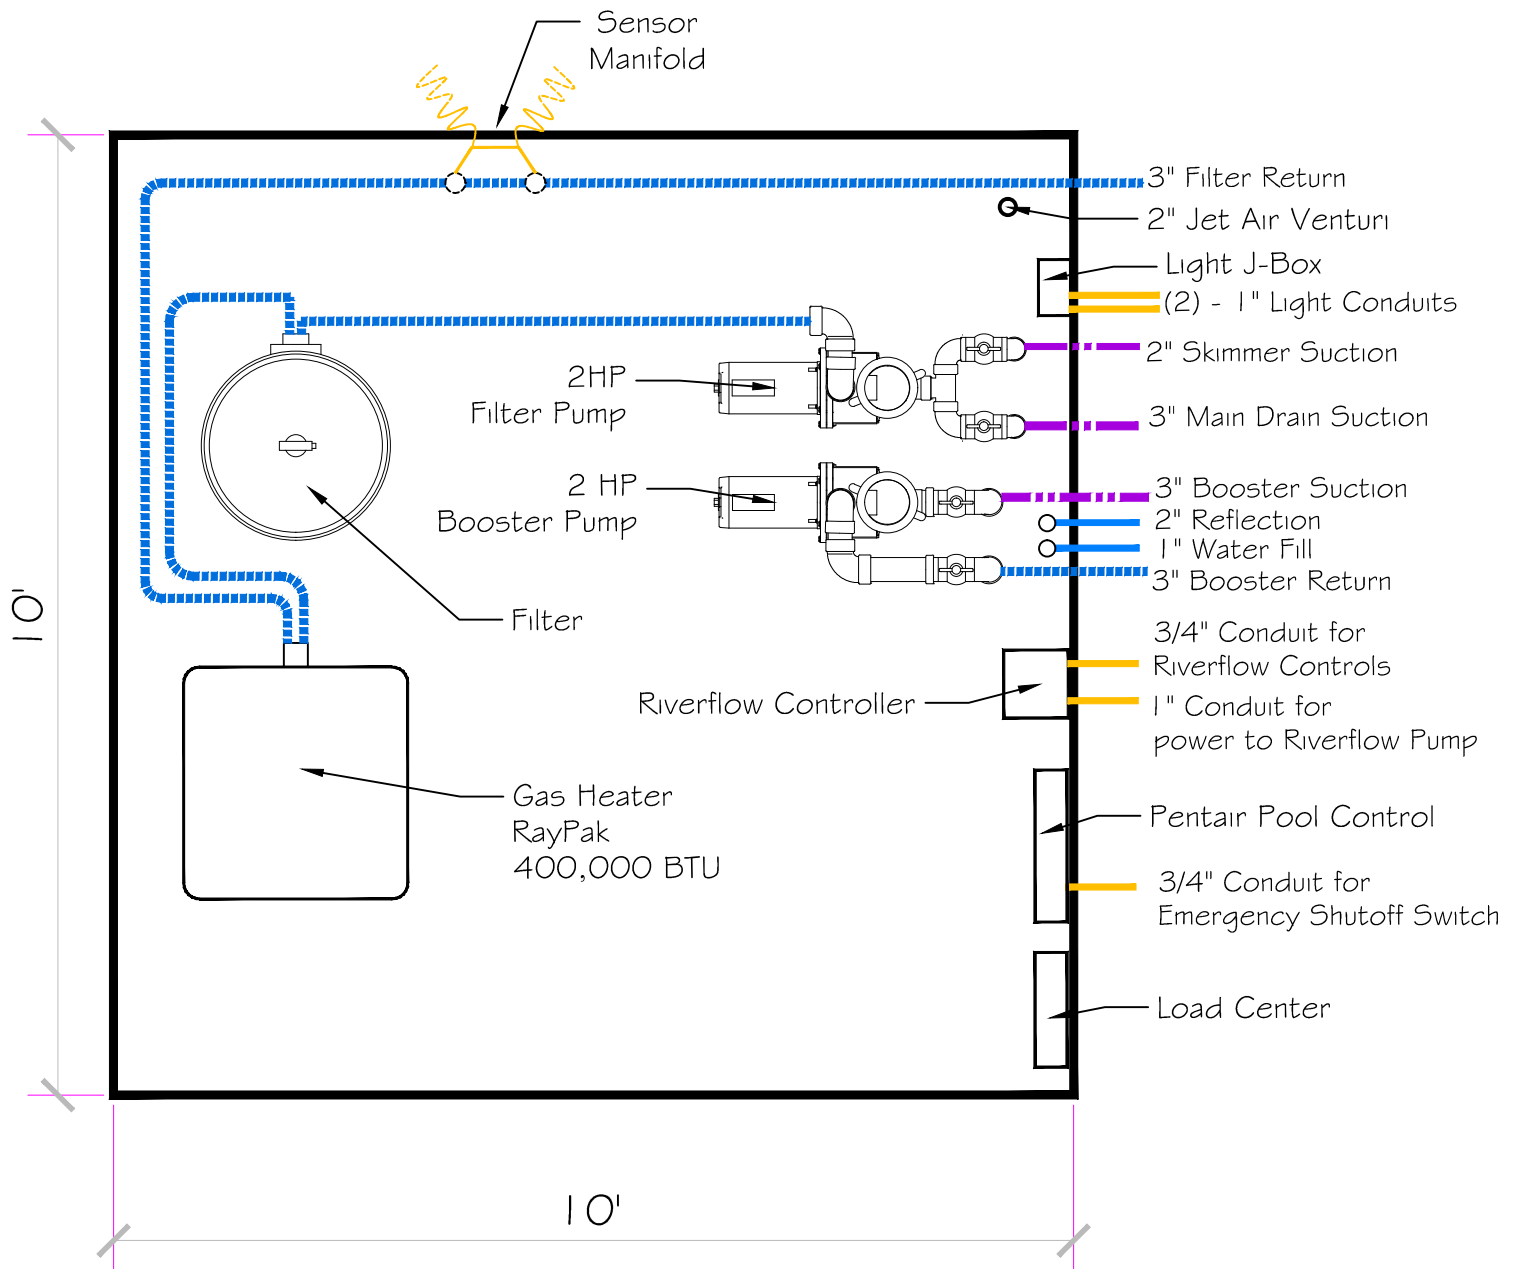 Sensor
Manifold
3" Filter Return
2" Jet Air Venturi
Light J-Box
(2) - 1" Light Conduits
2" Skimmer Suction
2HP
Filter Pump
3" Main Drain Suction
2 HP
Booster Pump
3" Booster Suction
2" Reflection
1" Water Fill
3" Booster Return
10'
Filter
3/4" Conduit for
Riverflow Controls
Riverflow Controller
1" Conduit for
power to Riverflow Pump
Gas Heater
RayPak
400,000 BTU
Pentair Pool Control
3/4" Conduit for
Emergency Shutoff Switch
Load Center
10'